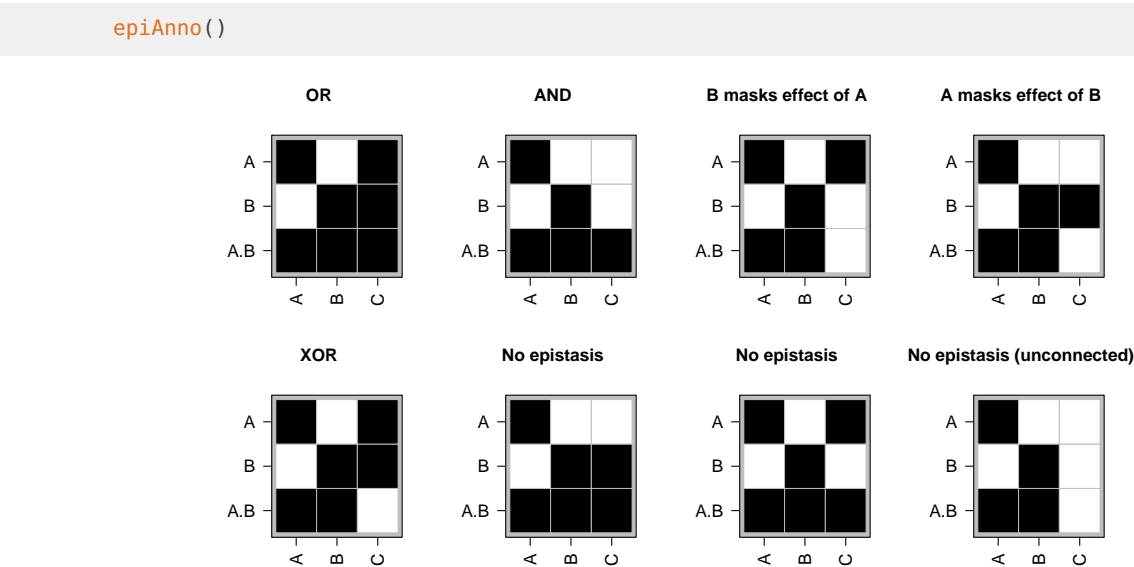 epiAnno()
OR AND B masks effect of A A masks effect of B
A A A A
B B B B
A.B A.B A.B A.B
A B C A B C A B C A B C
XOR No epistasis No epistasis No epistasis (unconnected)
A A A A
B B B B
A.B A.B A.B A.B
A B C A B C A B C A B C